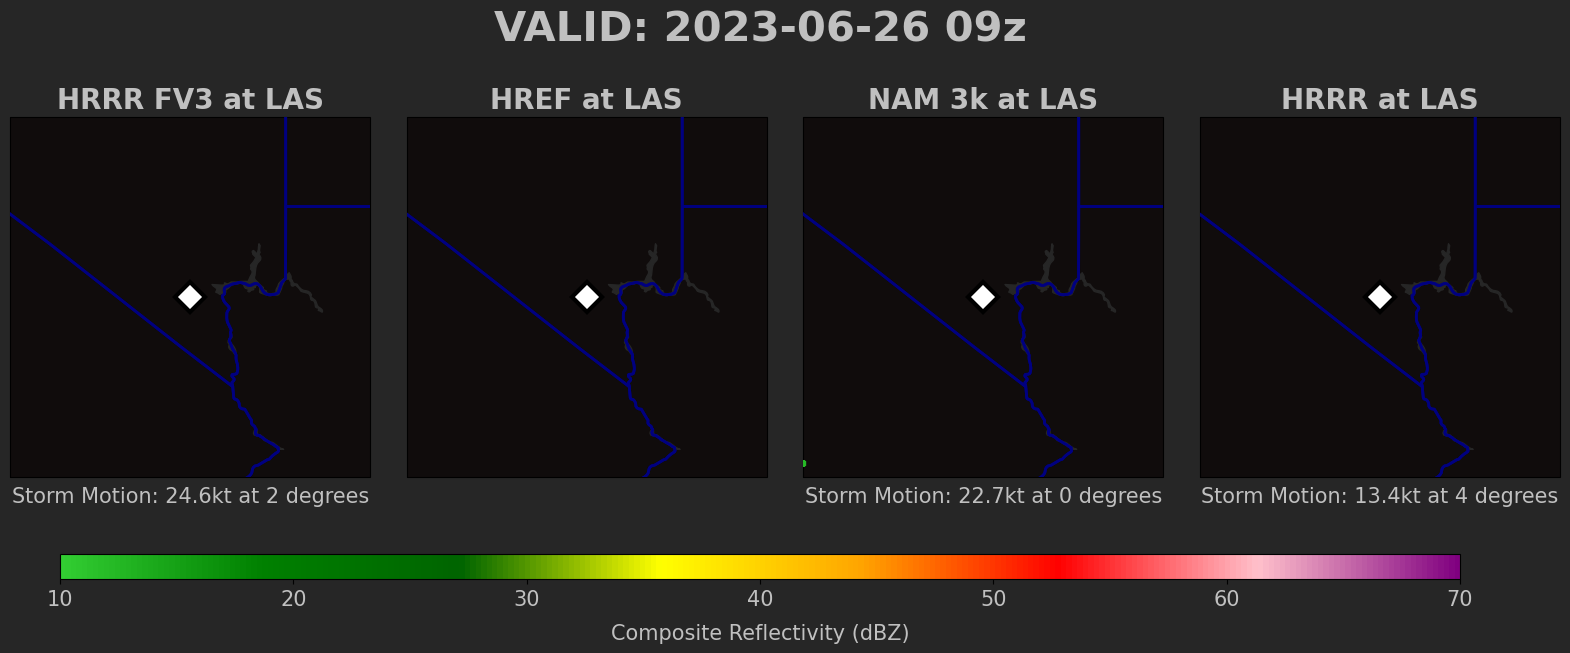 VALID: 2023-06-26 09z
HRRR FV3 at LAS
HREF at LAS
NAM 3k at LAS
HRRR at LAS
Storm Motion: 24.6kt at 2 degrees
Storm Motion: 22.7kt at 0 degrees
Storm Motion: 13.4kt at 4 degrees
10 20 30 40 50 60 70
Composite Reflectivity (dBZ)